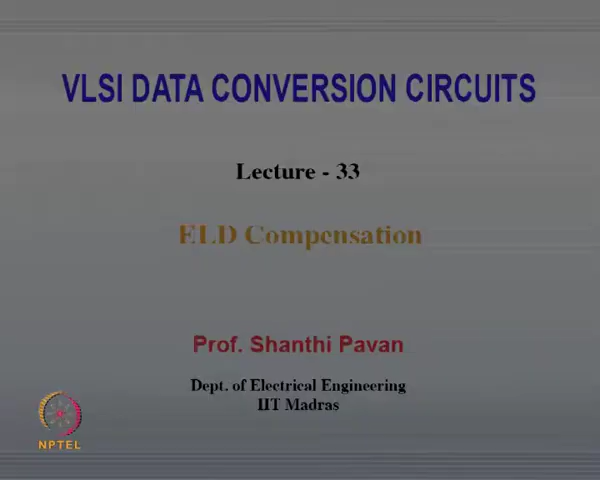 VLSI DATA CONVERSION CIRCUITS
Lecture - 33
ELD Compensation
Prof. Shanthi Pavan
Dept. of Electrical Engineering
IIT Madras
NPTEL